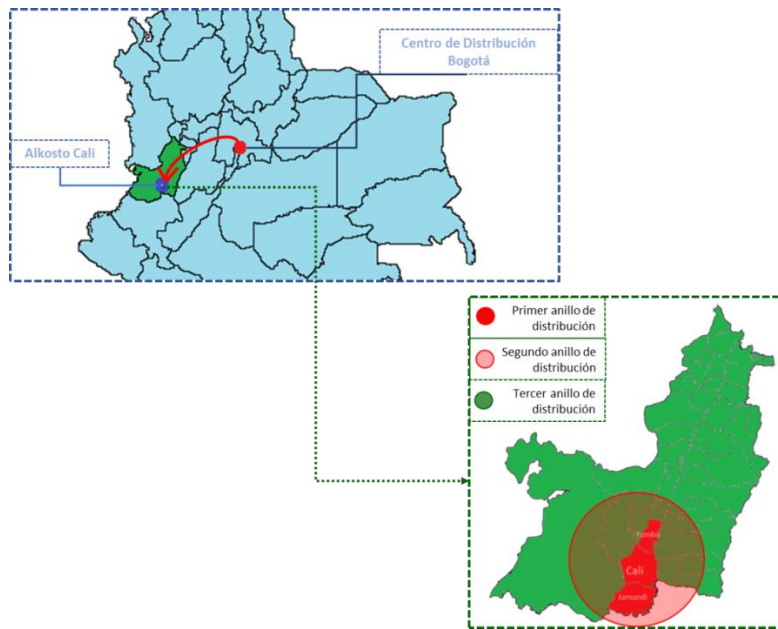 Centro de Distribución
Bogotá
Alkosto Cali
Primer anillo de
distribución
Segundo anillo de
distribución
Tercer anillo de
distribución
Yumbo
Cali
Jamundí